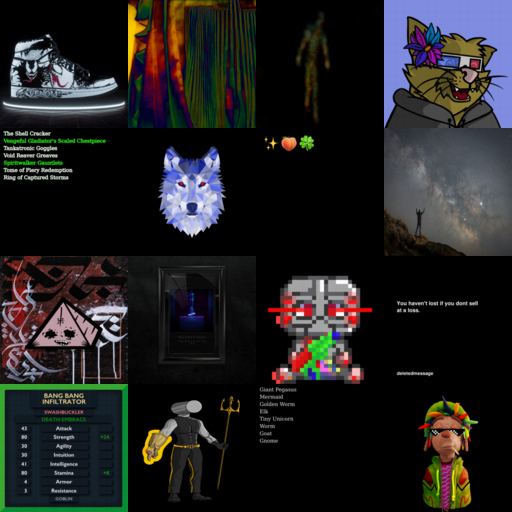 The Shell Cracker
Vengeful Gladiator's Scaled Chestpiece
Tankatronic Goggles
Void Reaver Greaves
Spiritwalker Gauntlets
Tome of Fiery Redemption
Ring of Captured Storms
✨🍑🍀
You haven't lost if you dont sell
at a loss.
deletedmessage
BANG BANG
INFILTRATOR
SWASHBUCKLER
DEATH EMBRACE
43 Attack
80 Strength +24
30 Agility
30 Intuition
41 Intelligence
80 Stamina +8
4 Armor
3 Resistance
GOBLIN
Giant Pegasus
Mermaid
Golden Worm
Elk
Tiny Unicorn
Worm
Goat
Gnome